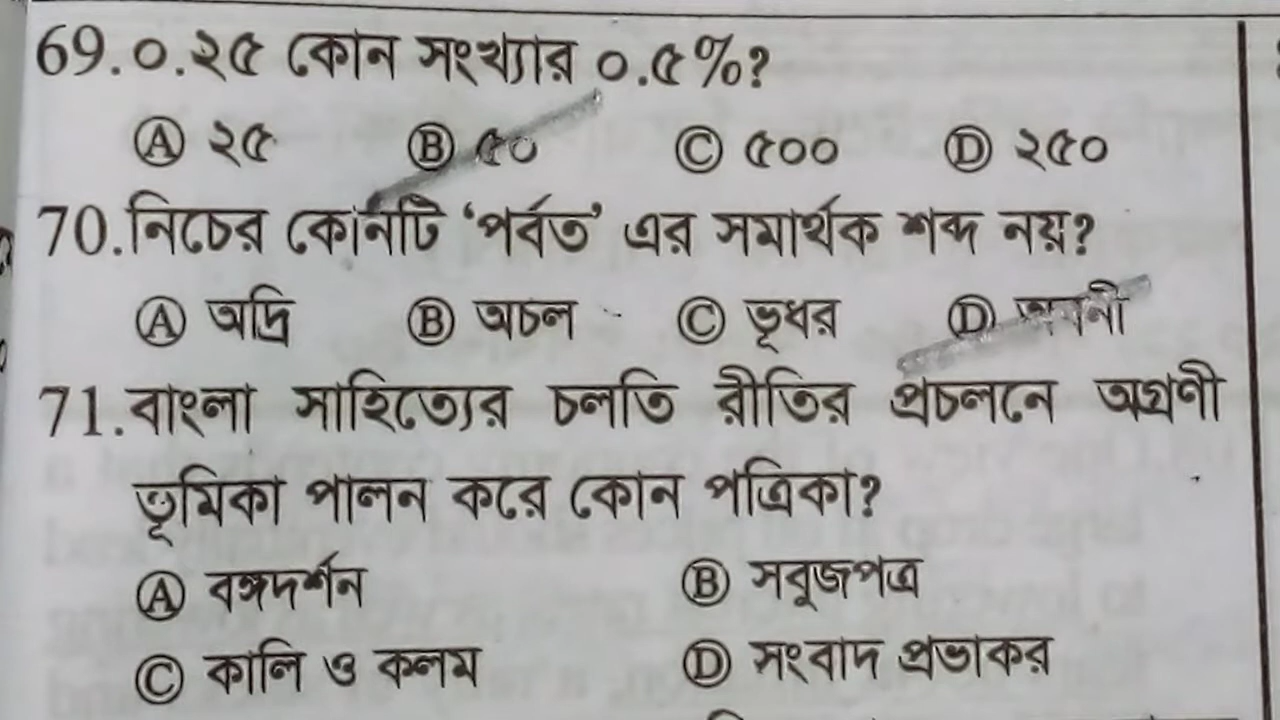 69. ০.২৫ কোন সংখ্যার ০.৫%?
Ⓐ ২৫ Ⓑ ৫০ Ⓒ ৫০০ Ⓓ ২৫০
70. নিচের কোনটি ‘পর্বত’ এর সমার্থক শব্দ নয়?
Ⓐ অদ্রি Ⓑ অচল Ⓒ ভূধর Ⓓ
71. বাংলা সাহিত্যের চলতি রীতির প্রচলনে অগ্রণী
ভূমিকা পালন করে কোন পত্রিকা?
Ⓐ বঙ্গদর্শন Ⓑ সবুজপত্র
Ⓒ কালি ও কলম Ⓓ সংবাদ প্রভাকর